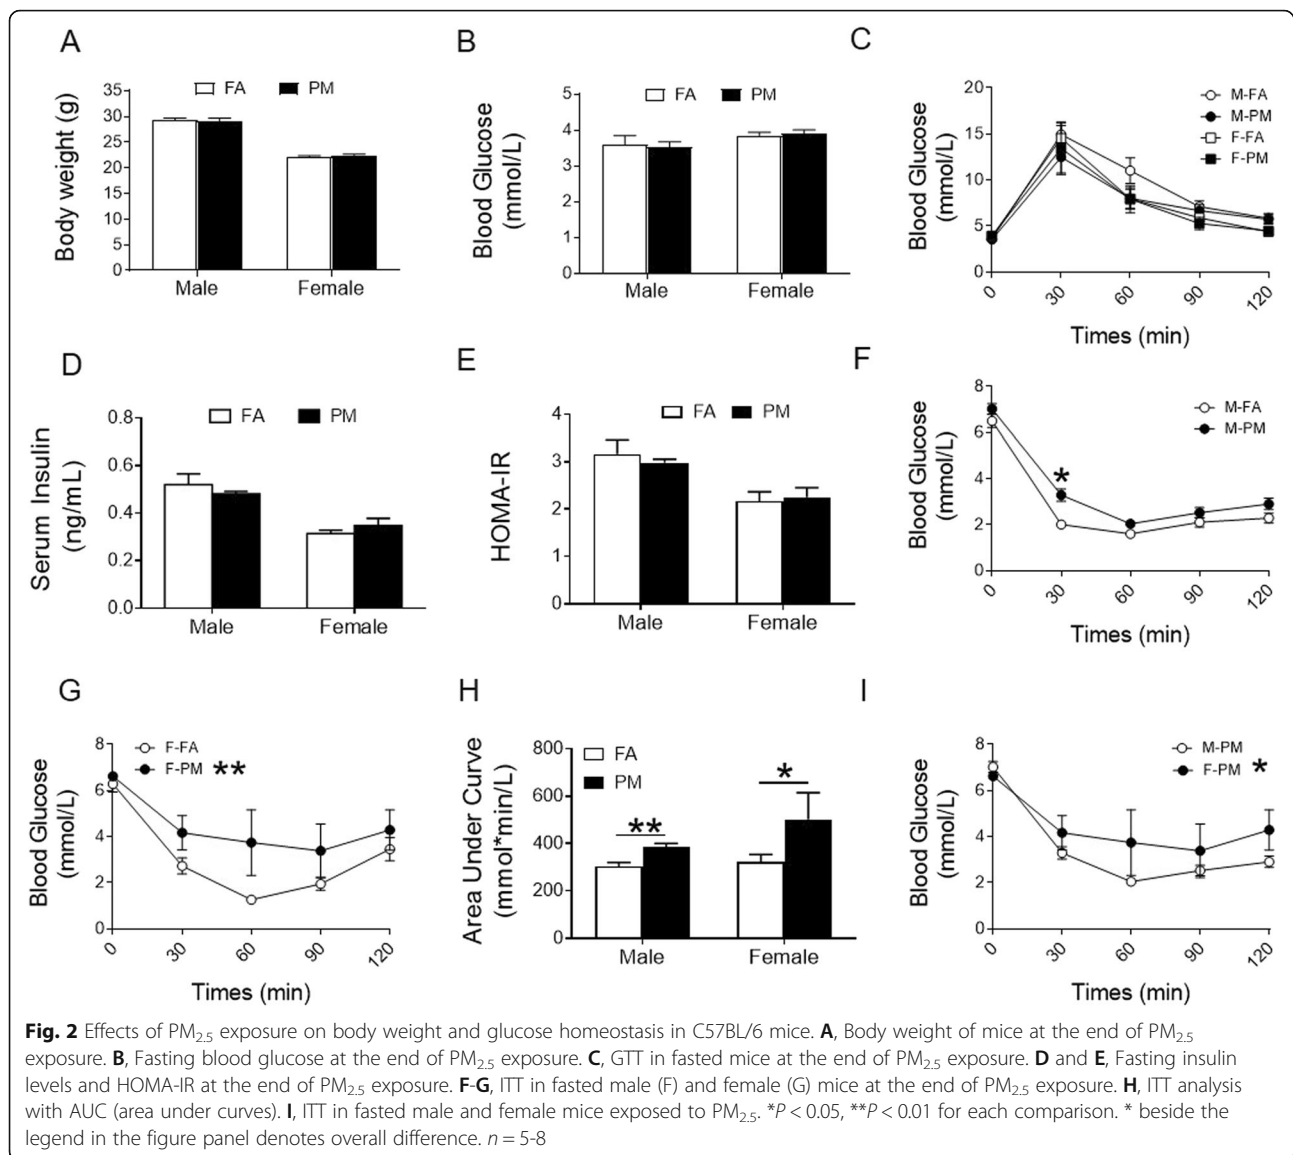 A
Body weight (g)
FA PM
35
30
25
20
15
10
5
0
Male Female
B
Blood Glucose
(mmol/L)
FA PM
5
4
3
2
1
0
Male Female
C
Blood Glucose
(mmol/L)
20
15
10
5
0
M-FA
M-PM
F-FA
F-PM
0 30 60 90 120
Times (min)
D
Serum Insulin
(ng/mL)
FA PM
0.8
0.6
0.4
0.2
0.0
Male Female
E
HOMA-IR
FA PM
4
3
2
1
0
Male Female
F
Blood Glucose
(mmol/L)
8
6
4
2
0
M-FA
M-PM
*
0 30 60 90 120
Times (min)
G
Blood Glucose
(mmol/L)
8
6
4
2
0
F-FA
F-PM **
0 30 60 90 120
Times (min)
H
Area Under Curve
(mmol*min/L)
800
600
400
200
0
FA
PM
**
*
Male Female
I
Blood Glucose
(mmol/L)
8
6
4
2
0
M-PM
F-PM *
0 30 60 90 120
Times (min)
Fig. 2 Effects of PM2.5 exposure on body weight and glucose homeostasis in C57BL/6 mice. A, Body weight of mice at the end of PM2.5
exposure. B, Fasting blood glucose at the end of PM2.5 exposure. C, GTT in fasted mice at the end of PM2.5 exposure. D and E, Fasting insulin
levels and HOMA-IR at the end of PM2.5 exposure. F-G, ITT in fasted male (F) and female (G) mice at the end of PM2.5 exposure. H, ITT analysis
with AUC (area under curves). I, ITT in fasted male and female mice exposed to PM2.5. *P < 0.05, **P < 0.01 for each comparison. * beside the
legend in the figure panel denotes overall difference. n = 5-8